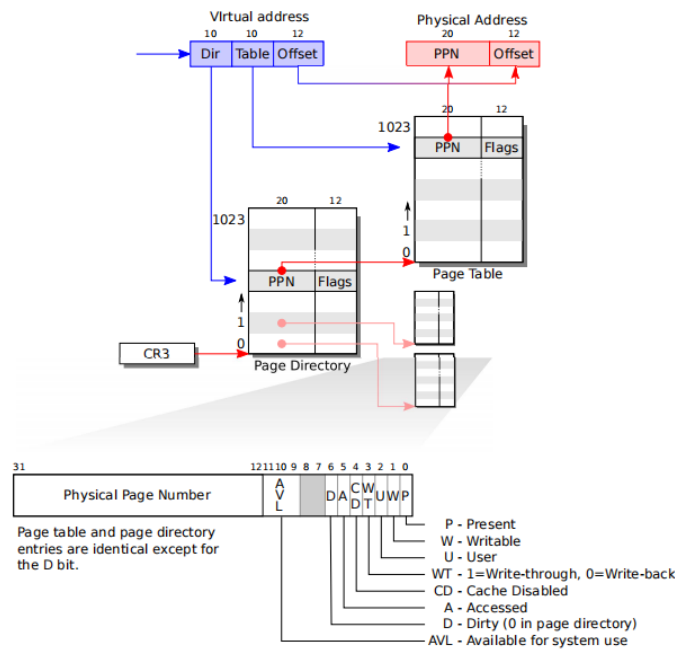 VIrtual address
Physical Address
10 10 12
20 12
Dir Table Offset
PPN Offset
20 12
1023
PPN Flags
1
0
Page Table
20 12
1023
PPN Flags
1
0
CR3
Page Directory
31 12 11 10 9 8 7 6 5 4 3 2 1 0
Physical Page Number
AVL D A CD WT U W P
Page table and page directory
entries are identical except for
the D bit.
P - Present
W - Writable
U - User
WT - 1=Write-through, 0=Write-back
CD - Cache Disabled
A - Accessed
D - Dirty (0 in page directory)
AVL - Available for system use